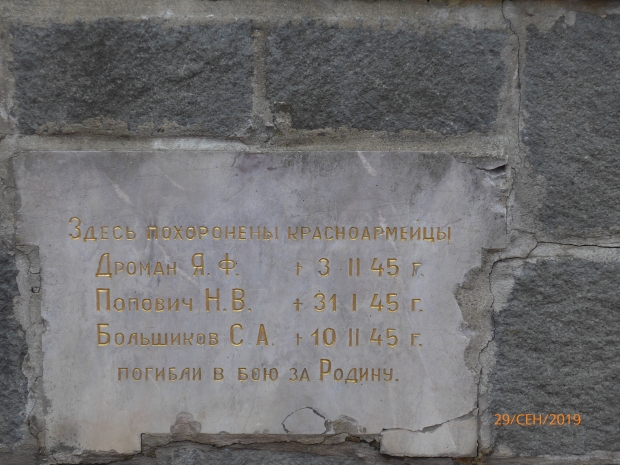 Здесь похоронены красноармейцы
Дроман Я. Ф. + 3 II 45 г.
Попович Н. В. + 31 I 45 г.
Большиков С. А. + 10 II 45 г.
погибли в бою за Родину.
29/СЕН/2019